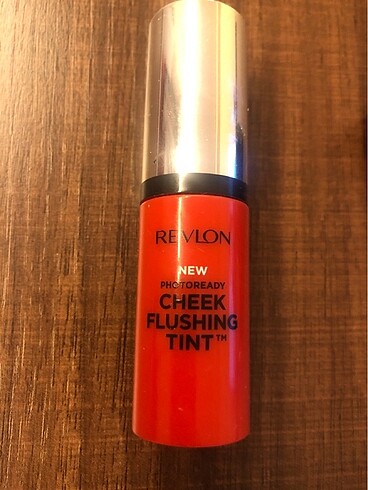 REVLON
NEW
PHOTOREADY
CHEEK
FLUSHING
TINT™